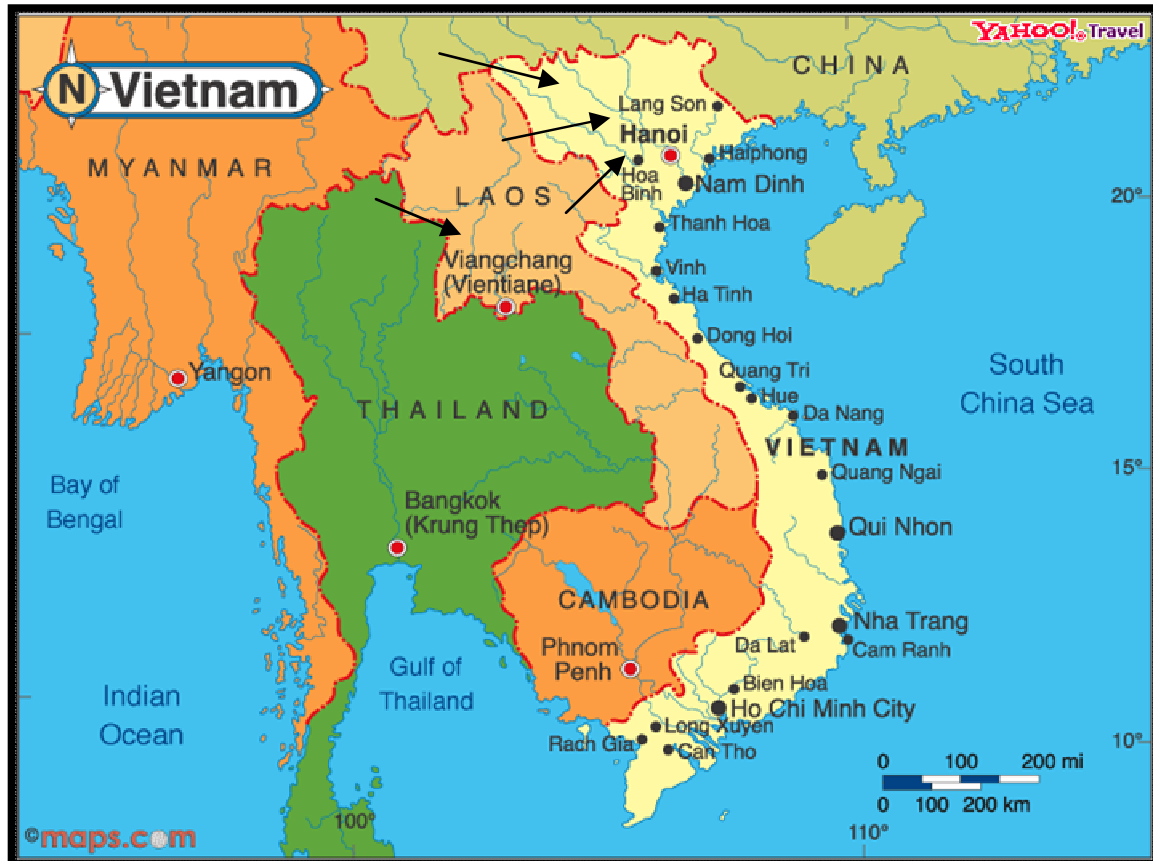 YAHOO!® Travel
N Vietnam
CHINA
MYANMAR
Lang Son
Hanoi
Haiphong
Hoa
Binh
Nam Dinh
LAOS
20°
Thanh Hoa
Viangchang
(Vientiane)
Vinh
Ha Tinh
Dong Hoi
Yangon
Quang Tri
Hue
Da Nang
South
China Sea
THAILAND
VIETNAM
Quang Ngai
15°
Bay of
Bengal
Bangkok
(Krung Thep)
Qui Nhon
CAMBODIA
Nha Trang
Cam Ranh
Da Lat
Phnom
Penh
Gulf of
Thailand
Bien Hoa
Ho Chi Minh City
Indian
Ocean
Long Xuyen
Rach Gia
Can Tho
10°
0 100 200 mi
0 100 200 km
100°
110°
©maps.com